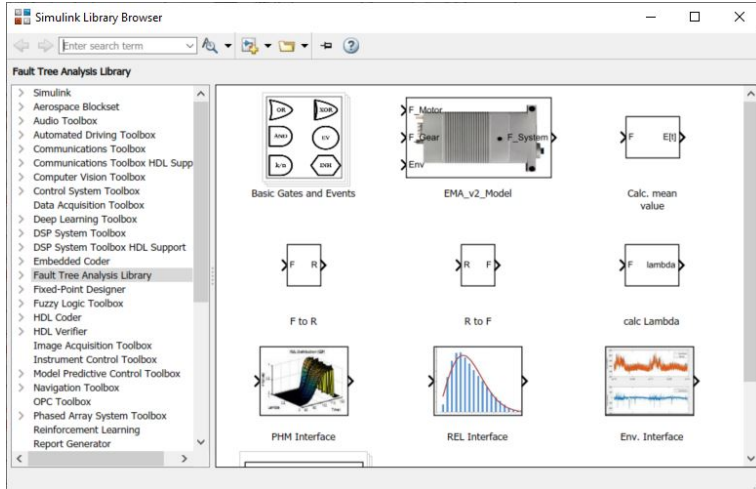 Simulink Library Browser
Enter search term
Fault Tree Analysis Library
Simulink
Aerospace Blockset
Audio Toolbox
Automated Driving Toolbox
Communications Toolbox
Communications Toolbox HDL Supp
Computer Vision Toolbox
Control System Toolbox
Data Acquisition Toolbox
Deep Learning Toolbox
DSP System Toolbox
DSP System Toolbox HDL Support
Embedded Coder
Fault Tree Analysis Library
Fixed-Point Designer
Fuzzy Logic Toolbox
HDL Coder
HDL Verifier
Image Acquisition Toolbox
Instrument Control Toolbox
Model Predictive Control Toolbox
Navigation Toolbox
OPC Toolbox
Phased Array System Toolbox
Reinforcement Learning
Report Generator
OR XOR
AND EV
k/n INH
Basic Gates and Events
F_Motor
F_Gear F_System
Env
EMA_v2_Model
F E[t]
Calc. mean
value
F R
F to R
R F
R to F
F lambda
calc Lambda
PHM Interface
REL Interface
Env. Interface